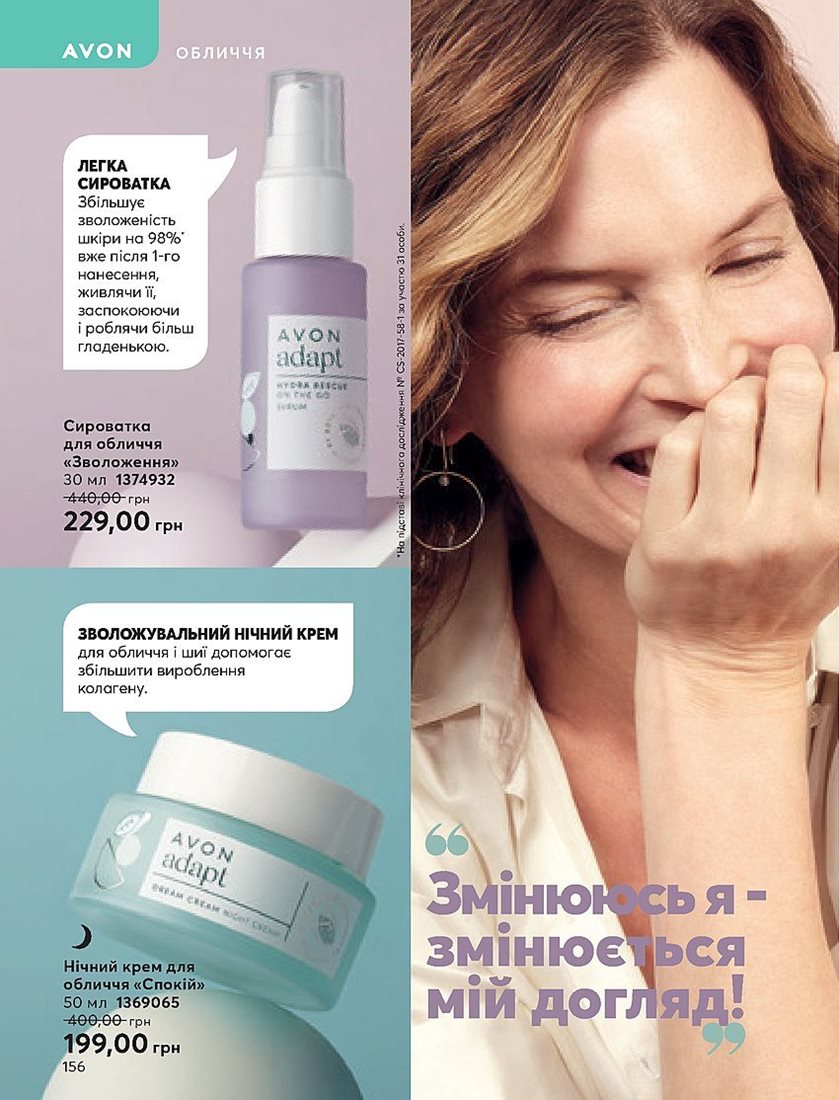 AVON ОБЛИЧЧЯ
ЛЕГКА
СИРОВАТКА
Збільшує
зволоженість
шкіри на 98%*
вже після 1-го
нанесення,
живлячи її,
заспокоюючи
і роблячи більш
гладенькою.
AVON
adapt
HYDRA RESCUE
ON THE GO
SERUM
*На підставі клінічного дослідження № CS-2017-58-1 за участю 31 особи.
Сироватка
для обличчя
«Зволоження»
30 мл 1374932
440,00 грн
229,00 грн
ЗВОЛОЖУВАЛЬНИЙ НІЧНИЙ КРЕМ
для обличчя і шиї допомагає
збільшити вироблення
колагену.
AVON
adapt
DREAM CREAM NIGHT CREAM
Нічний крем для
обличчя «Спокій»
50 мл 1369065
400,00 грн
199,00 грн
156
“
Змінююсь я -
змінюється
мій догляд!
”